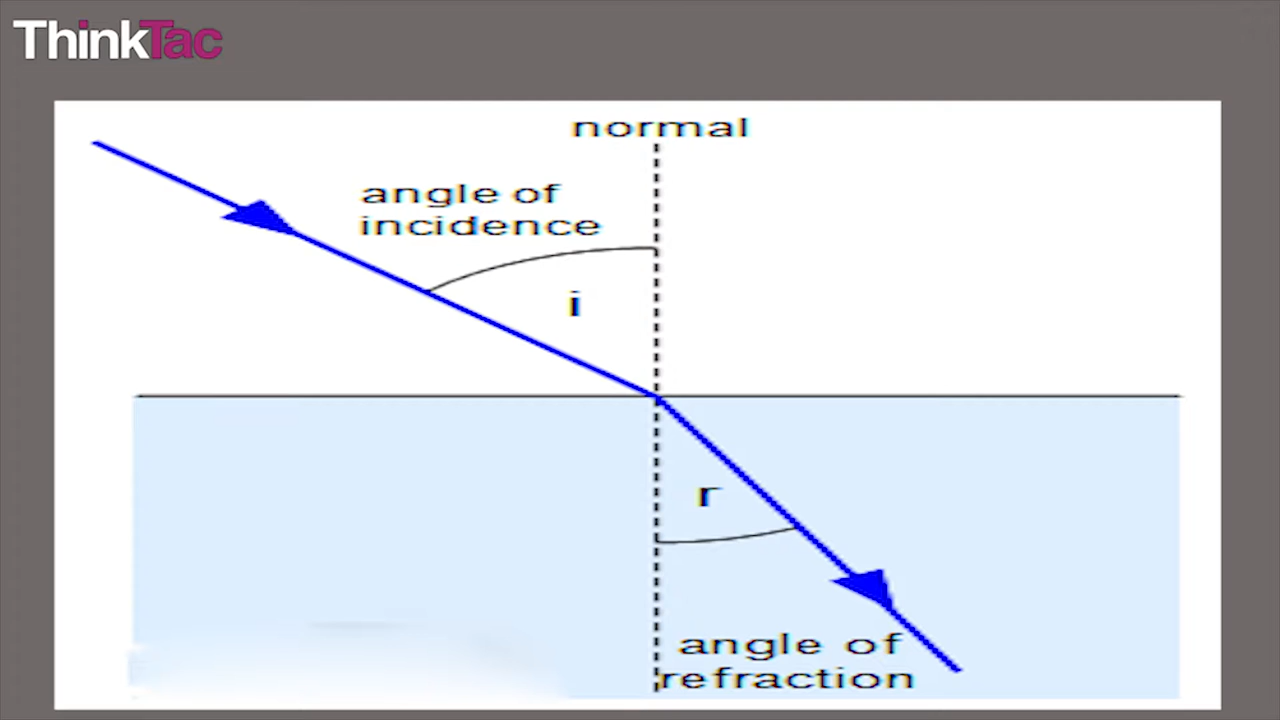 ThinkTac
normal
angle of
incidence
i
r
angle of
refraction